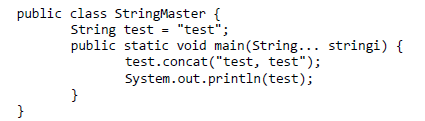 public class StringMaster {
String test = "test";
public static void main(String... stringi) {
test.concat("test, test");
System.out.println(test);
}
}